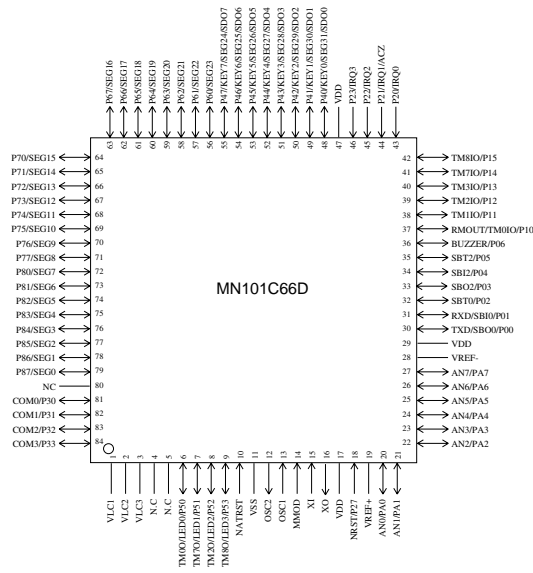 P67/SEG16
P66/SEG17
P65/SEG18
P64/SEG19
P63/SEG20
P62/SEG21
P61/SEG22
P60/SEG23
P47/KEY7/SEG24/SDO7
P46/KEY6/SEG25/SDO6
P45/KEY5/SEG26/SDO5
P44/KEY4/SEG27/SDO4
P43/KEY3/SEG28/SDO3
P42/KEY2/SEG29/SDO2
P41/KEY1/SEG30/SDO1
P40/KEY0/SEG31/SDO0
VDD
P23/IRQ3
P22/IRQ2
P21/IRQ1/ACZ
P20/IRQ0
63 62 61 60 59 58 57 56 55 54 53 52 51 50 49 48 47 46 45 44 43
P70/SEG15 64
P71/SEG14 65
P72/SEG13 66
P73/SEG12 67
P74/SEG11 68
P75/SEG10 69
P76/SEG9 70
P77/SEG8 71
P80/SEG7 72
P81/SEG6 73
P82/SEG5 74
P83/SEG4 75
P84/SEG3 76
P85/SEG2 77
P86/SEG1 78
P87/SEG0 79
NC 80
COM0/P30 81
COM1/P31 82
COM2/P32 83
COM3/P33 84
MN101C66D
42 TM8IO/P15
41 TM7IO/P14
40 TM3IO/P13
39 TM2IO/P12
38 TM1IO/P11
37 RMOUT/TM0IO/P10
36 BUZZER/P06
35 SBT2/P05
34 SBI2/P04
33 SBO2/P03
32 SBT0/P02
31 RXD/SBI0/P01
30 TXD/SBO0/P00
29 VDD
28 VREF-
27 AN7/PA7
26 AN6/PA6
25 AN5/PA5
24 AN4/PA4
23 AN3/PA3
22 AN2/PA2
1 2 3 4 5 6 7 8 9 10 11 12 13 14 15 16 17 18 19 20 21
VLC1
VLC2
VLC3
N.C
N.C
TM0O/LED0/P50
TM7O/LED1/P51
TM2O/LED2/P52
TM8O/LED3/P53
NATRST
VSS
OSC2
OSC1
MMOD
XI
XO
VDD
NRST/P27
VREF+
AN0/PA0
AN1/PA1